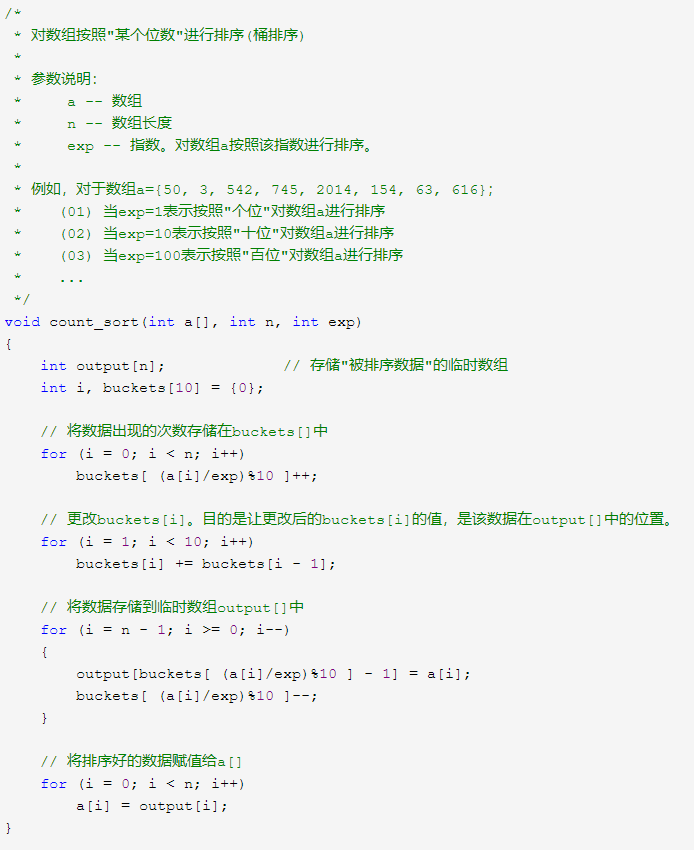 /*
 * 对数组按照"某个位数"进行排序(桶排序)
 *
 * 参数说明:
 *     a -- 数组
 *     n -- 数组长度
 *     exp -- 指数。对数组a按照该指数进行排序。
 *
 * 例如，对于数组a={50, 3, 542, 745, 2014, 154, 63, 616};
 *    (01) 当exp=1表示按照"个位"对数组a进行排序
 *    (02) 当exp=10表示按照"十位"对数组a进行排序
 *    (03) 当exp=100表示按照"百位"对数组a进行排序
 *    ...
 */
void count_sort(int a[], int n, int exp)
{
    int output[n];             // 存储"被排序数据"的临时数组
    int i, buckets[10] = {0};

    // 将数据出现的次数存储在buckets[]中
    for (i = 0; i < n; i++)
        buckets[ (a[i]/exp)%10 ]++;

    // 更改buckets[i]。目的是让更改后的buckets[i]的值，是该数据在output[]中的位置。
    for (i = 1; i < 10; i++)
        buckets[i] += buckets[i - 1];

    // 将数据存储到临时数组output[]中
    for (i = n - 1; i >= 0; i--)
    {
        output[buckets[ (a[i]/exp)%10 ] - 1] = a[i];
        buckets[ (a[i]/exp)%10 ]--;
    }

    // 将排序好的数据赋值给a[]
    for (i = 0; i < n; i++)
        a[i] = output[i];
}